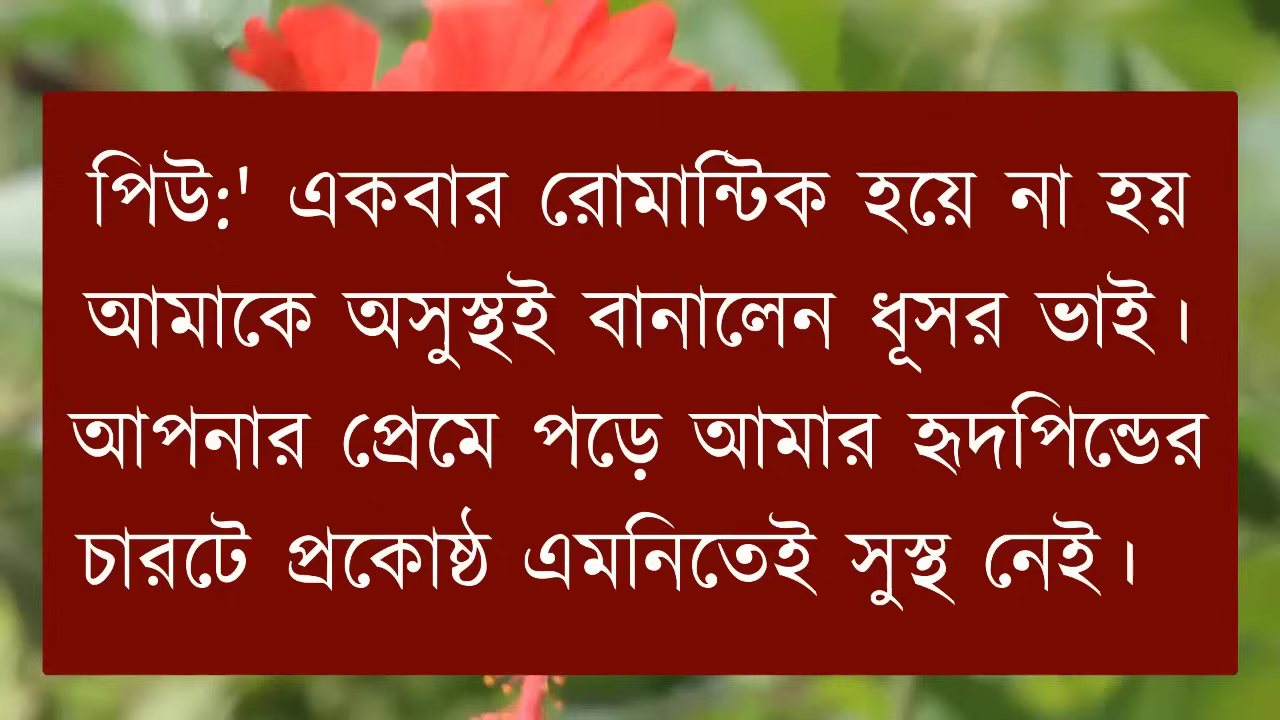 পিউ:' একবার রোমান্টিক হয়ে না হয়
আমাকে অসুস্থই বানালেন ধূসর ভাই।
আপনার প্রেমে পড়ে আমার হৃদপিন্ডের
চারটে প্রকোষ্ঠ এমনিতেই সুস্থ নেই।